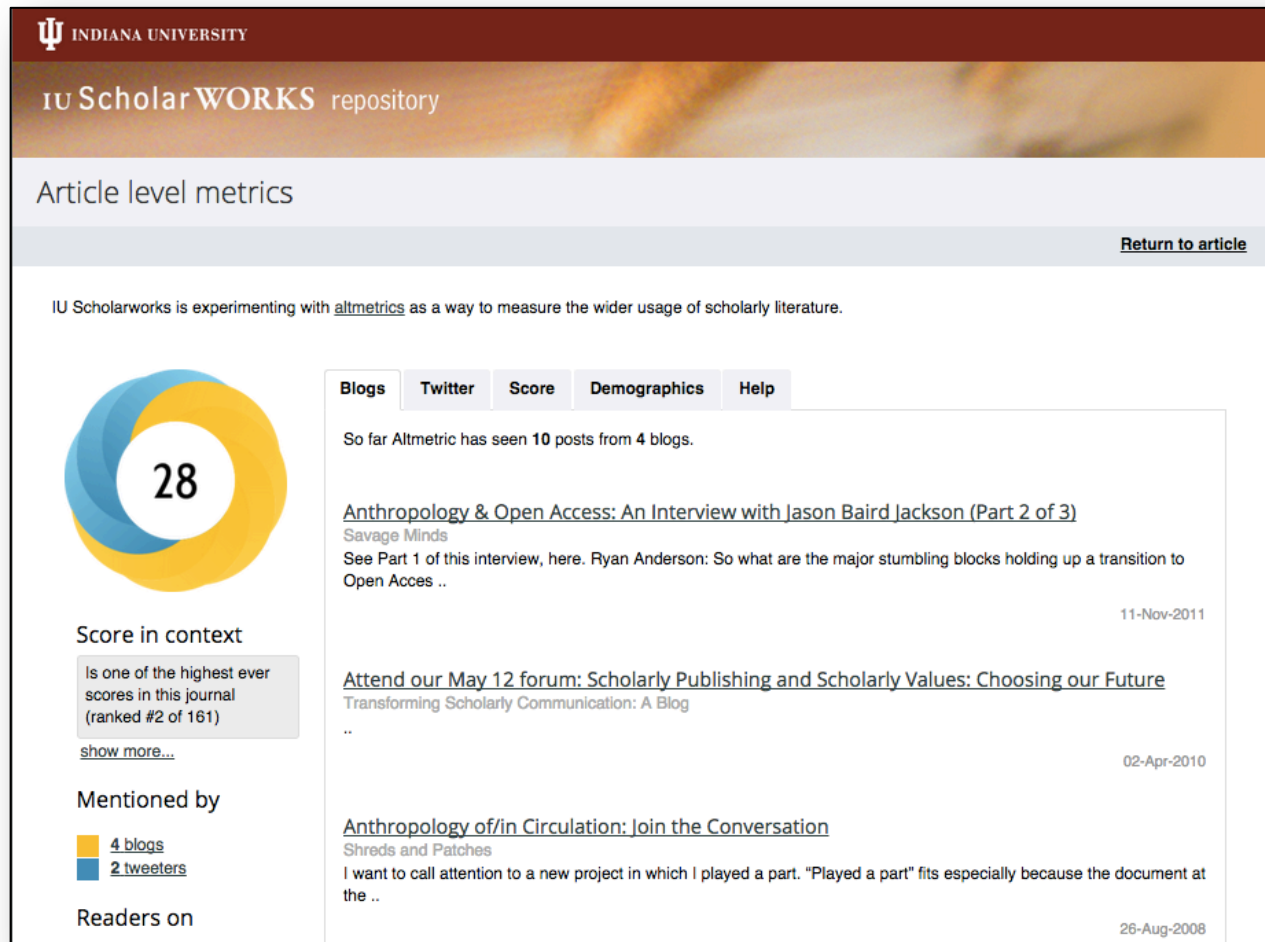 INDIANA UNIVERSITY
IU ScholarWORKS repository
Article level metrics
Return to article
IU Scholarworks is experimenting with altmetrics as a way to measure the wider usage of scholarly literature.
28
Score in context
Is one of the highest ever
scores in this journal
(ranked #2 of 161)
show more...
Mentioned by
4 blogs
2 tweeters
Readers on
Blogs Twitter Score Demographics Help
So far Altmetric has seen 10 posts from 4 blogs.
Anthropology & Open Access: An Interview with Jason Baird Jackson (Part 2 of 3)
Savage Minds
See Part 1 of this interview, here. Ryan Anderson: So what are the major stumbling blocks holding up a transition to
Open Acces ..
11-Nov-2011
Attend our May 12 forum: Scholarly Publishing and Scholarly Values: Choosing our Future
Transforming Scholarly Communication: A Blog
..
02-Apr-2010
Anthropology of/in Circulation: Join the Conversation
Shreds and Patches
I want to call attention to a new project in which I played a part. “Played a part” fits especially because the document at
the ..
26-Aug-2008